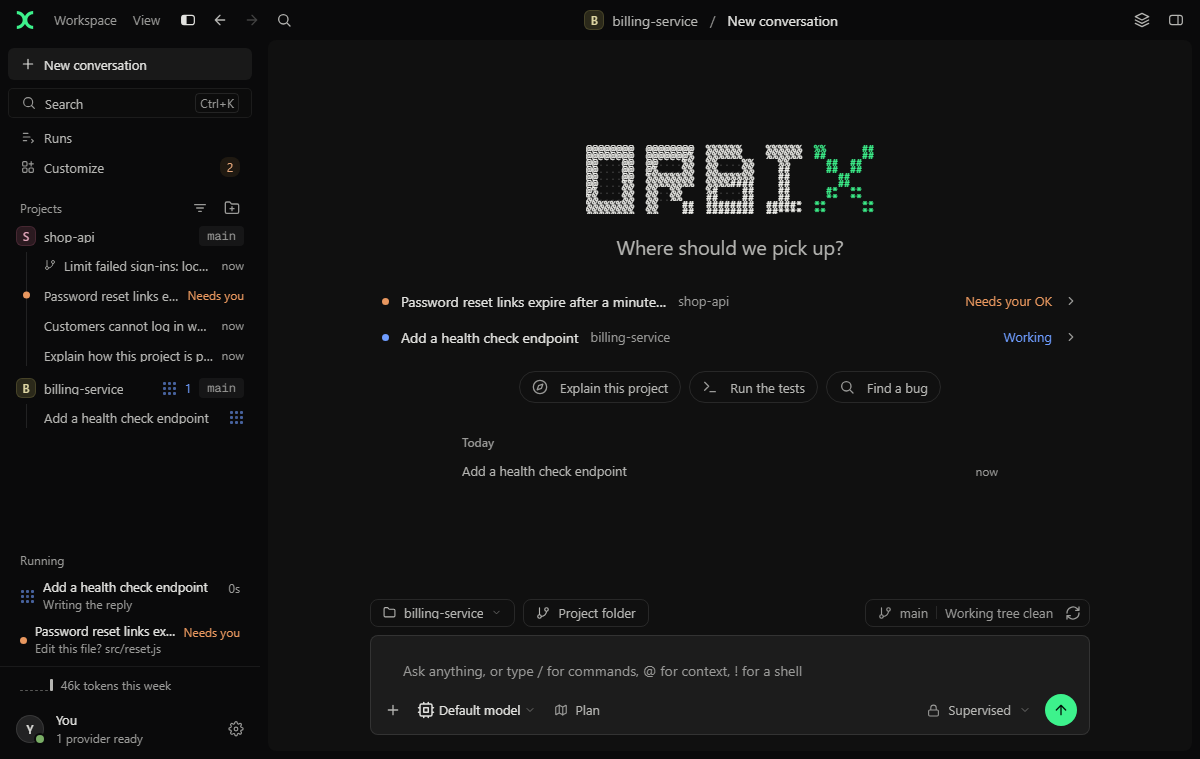 Workspace View
B billing-service / New conversation
New conversation
Search Ctrl+K
Runs
Customize 2
Projects
S shop-api main
Limit failed sign-ins: loc... now
Password reset links e... Needs you
Customers cannot log in w... now
Explain how this project is p... now
B billing-service 1 main
Add a health check endpoint
Running
Add a health check endpoint 0s
Writing the reply
Password reset links ex... Needs you
Edit this file? src/reset.js
46k tokens this week
Y You
1 provider ready
ORBIX
Where should we pick up?
Password reset links expire after a minute... shop-api Needs your OK
Add a health check endpoint billing-service Working
Explain this project Run the tests Find a bug
Today
Add a health check endpoint now
billing-service Project folder main Working tree clean
Ask anything, or type / for commands, @ for context, ! for a shell
Default model Plan Supervised